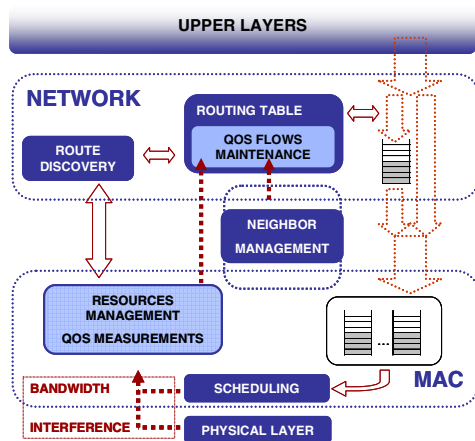 UPPER LAYERS
NETWORK
ROUTING TABLE
QOS FLOWS
MAINTENANCE
ROUTE
DISCOVERY
NEIGHBOR
MANAGEMENT
RESOURCES
MANAGEMENT
QOS MEASUREMENTS
...
MAC
BANDWIDTH
SCHEDULING
INTERFERENCE
PHYSICAL LAYER